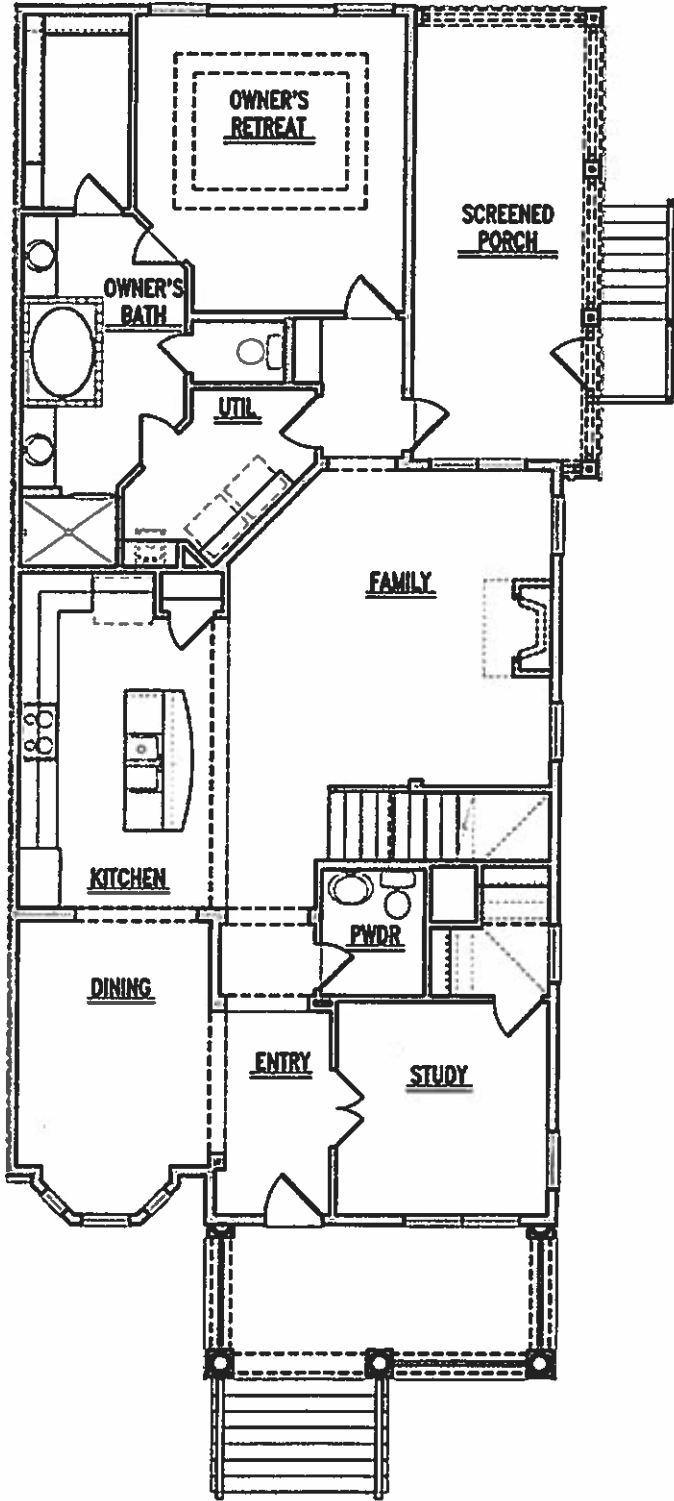 OWNER'S
RETREAT
SCREENED
PORCH
OWNER'S
BATH
UTIL
FAMILY
KITCHEN
PWDR
DINING
ENTRY
STUDY